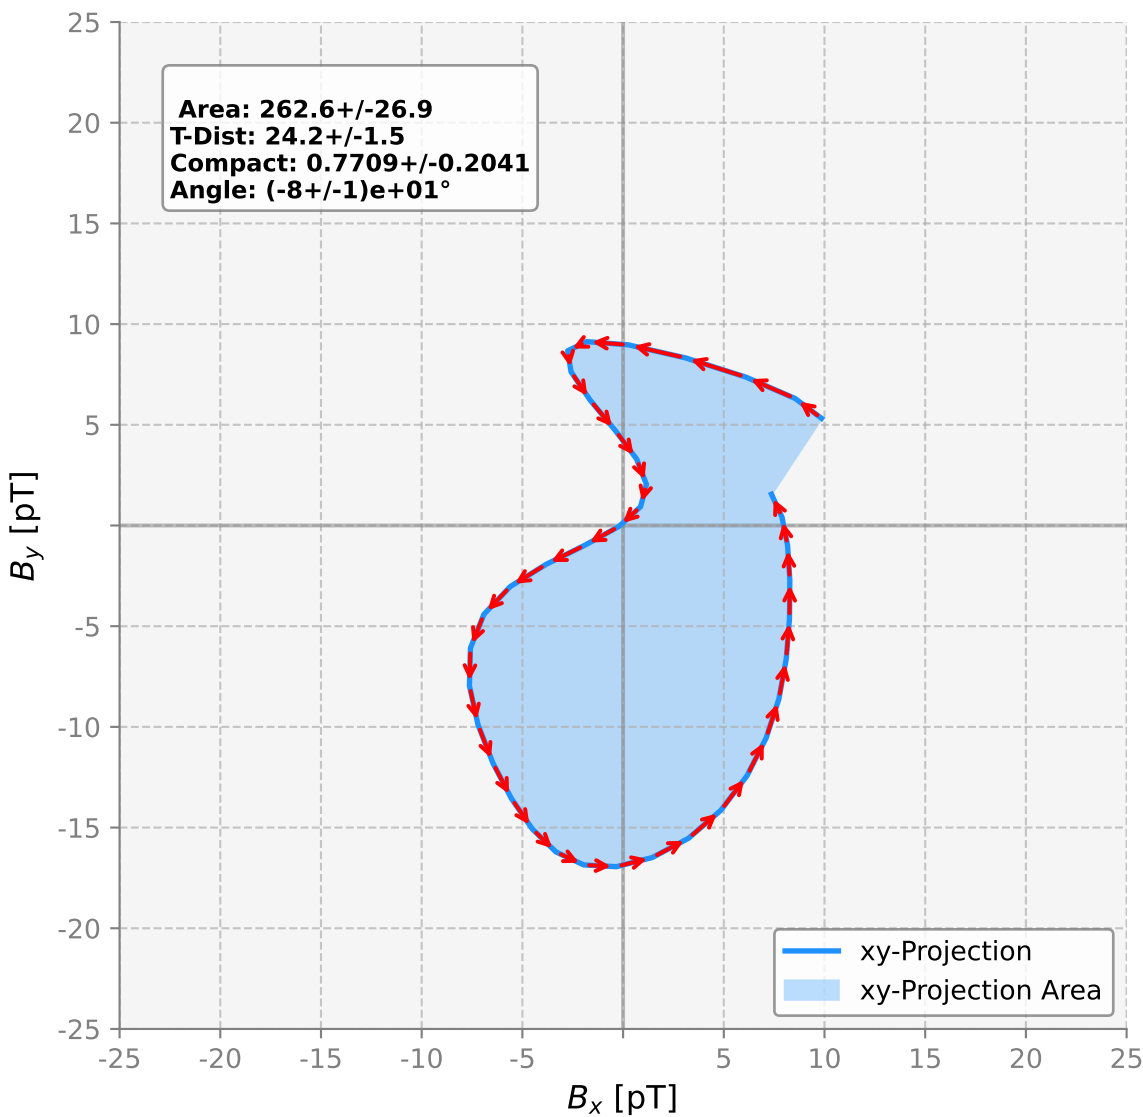 25
20
15
10
5
-5
-10
-15
-20
-25
-25
-20
-15
-10
-5
5
10
15
20
25
Area: 262.6+/-26.9
T-Dist: 24.2+/-1.5
Compact: 0.7709+/-0.2041
Angle: (-8+/-1)e+01°
xy-Projection
xy-Projection Area
Bx [pT]
By [pT]